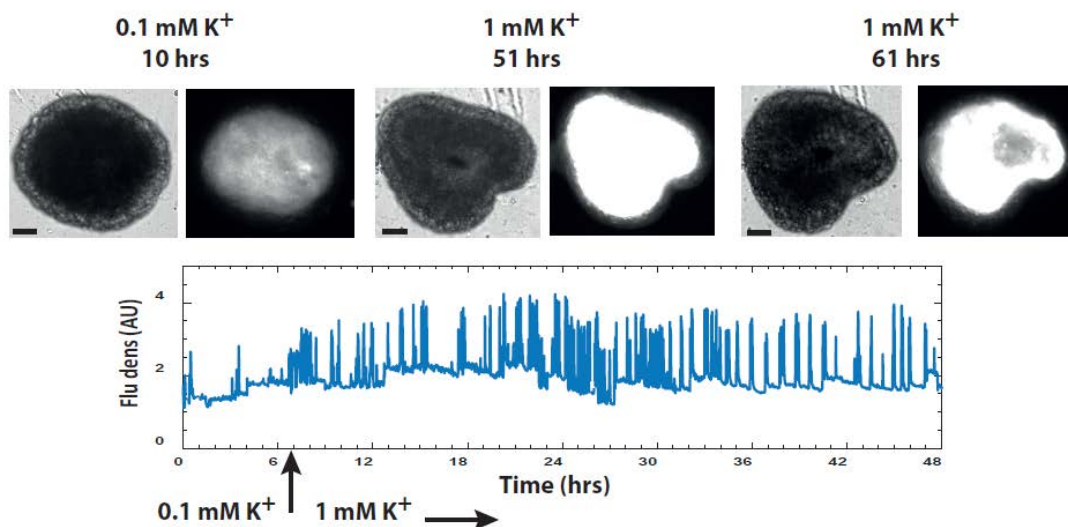 0.1 mM K⁺ 1 mM K⁺ 1 mM K⁺
10 hrs 51 hrs 61 hrs
Flu dens (AU)
4
2
0
0 6 12 18 24 30 36 42 48
Time (hrs)
0.1 mM K⁺ 1 mM K⁺